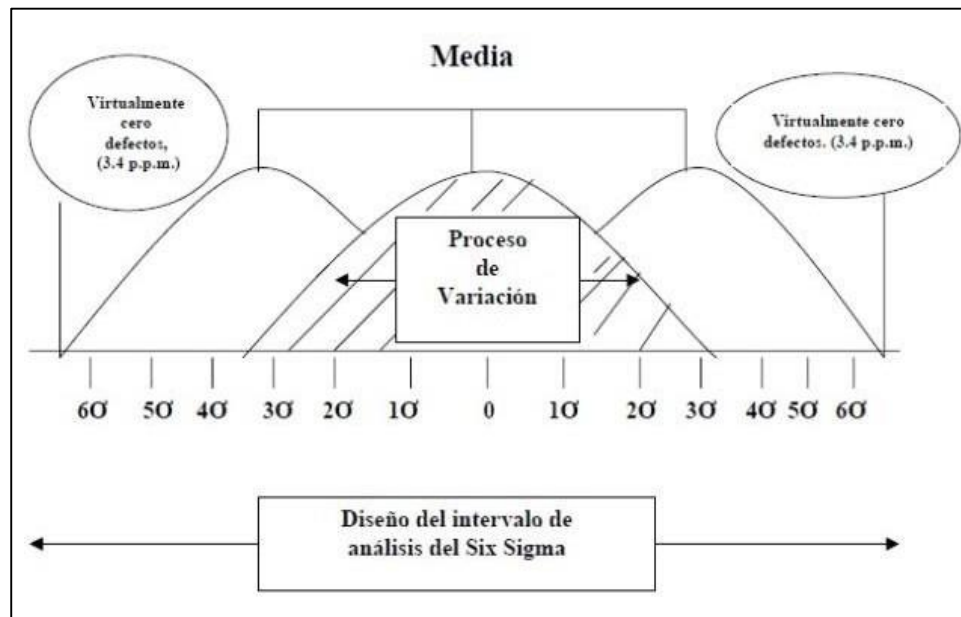 Media
Virtualmente
cero
defectos,
(3.4 p.p.m.)
Virtualmente cero
defectos. (3.4 p.p.m.)
Proceso
de
Variación
6σ 5σ 4σ 3σ 2σ 1σ 0 1σ 2σ 3σ 4σ 5σ 6σ
Diseño del intervalo de
análisis del Six Sigma